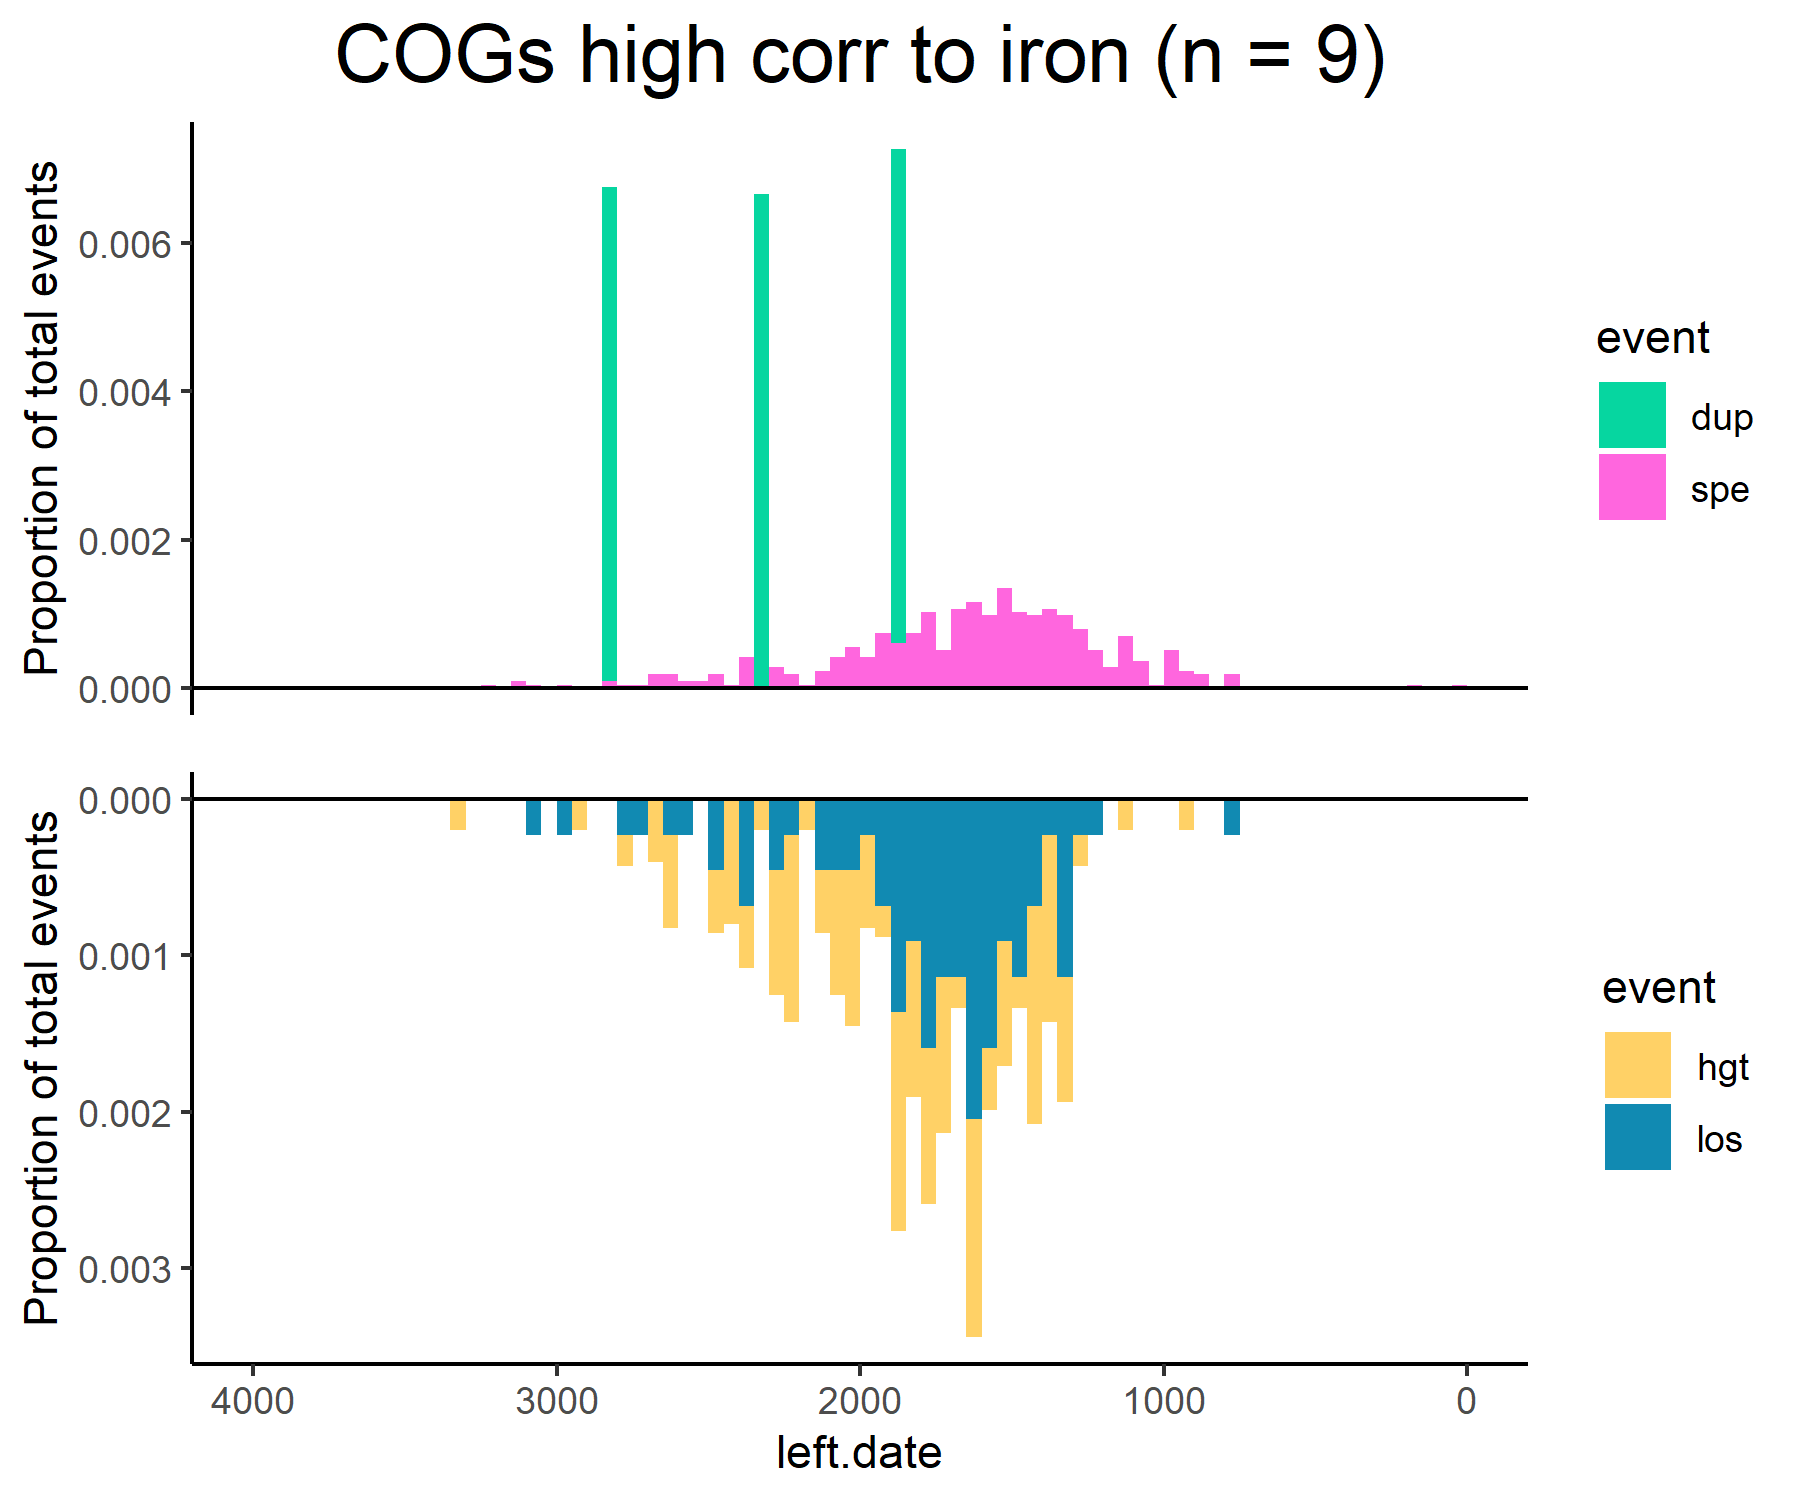 COGs high corr to iron (n = 9)
Proportion of total events
0.006
0.004
0.002
0.000
event
dup
spe
Proportion of total events
0.000
0.001
0.002
0.003
event
hgt
los
4000 3000 2000 1000 0
left.date